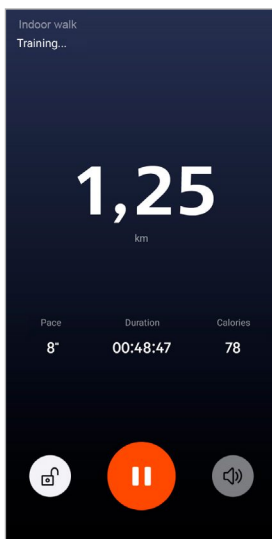 Indoor walk
Training...
1,25
km
Pace Duration Calories
8" 00:48:47 78